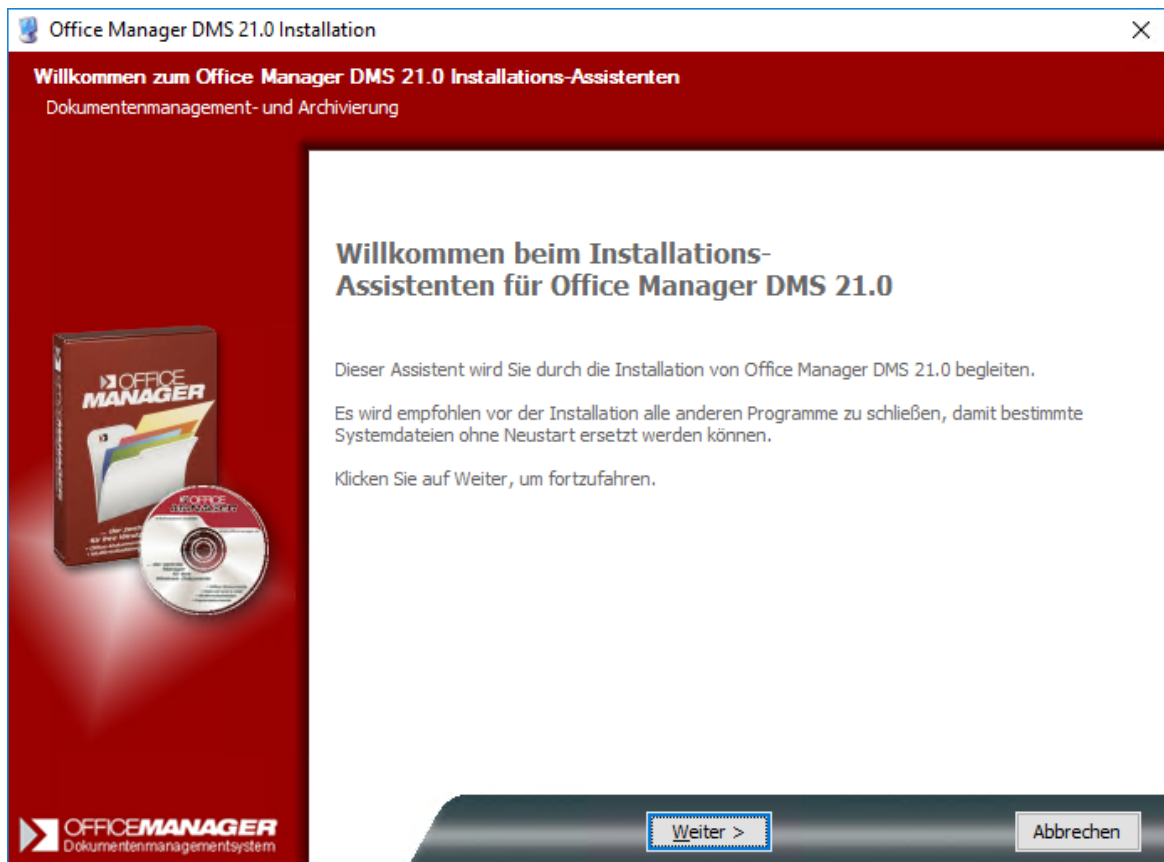 Office Manager DMS 21.0 Installation
Willkommen zum Office Manager DMS 21.0 Installations-Assistenten
Dokumentenmanagement- und Archivierung
Willkommen beim Installations-
Assistenten für Office Manager DMS 21.0
Dieser Assistent wird Sie durch die Installation von Office Manager DMS 21.0 begleiten.
Es wird empfohlen vor der Installation alle anderen Programme zu schließen, damit bestimmte
Systemdateien ohne Neustart ersetzt werden können.
Klicken Sie auf Weiter, um fortzufahren.
OFFICE
MANAGER
OFFICE
MANAGER
OFFICEMANAGER
Dokumentenmanagementsystem
Weiter >
Abbrechen